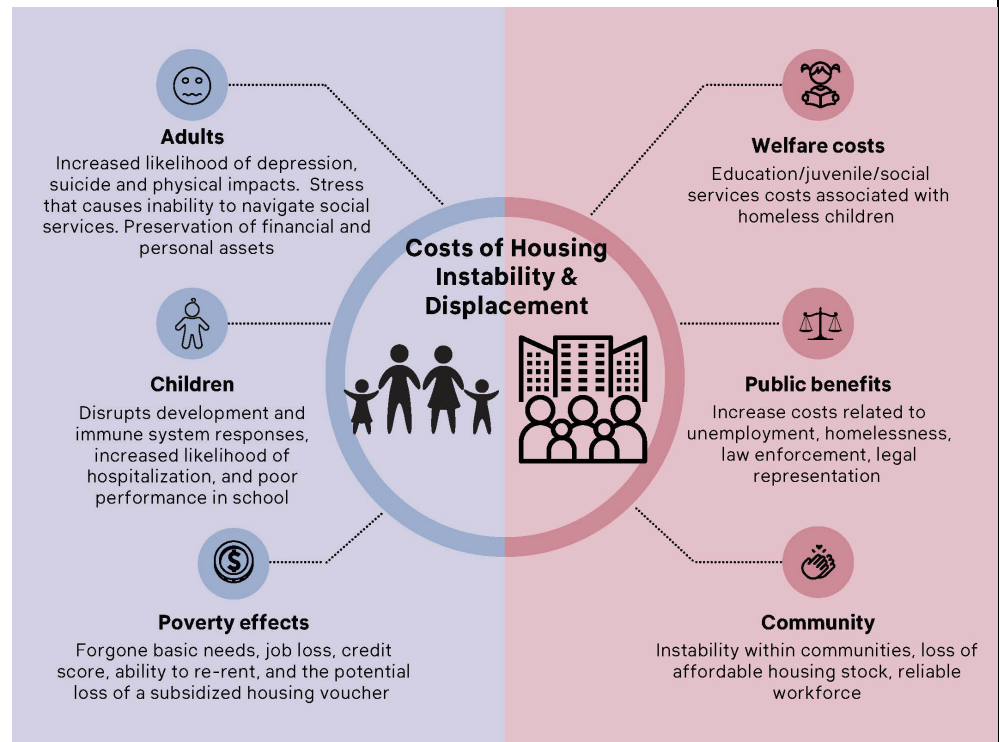 Costs of Housing
Instability &
Displacement
Adults
Increased likelihood of depression,
suicide and physical impacts.  Stress
that causes inability to navigate social
services. Preservation of financial and
personal assets
Children
Disrupts development and
immune system responses,
increased likelihood of
hospitalization, and poor
performance in school
Poverty effects
Forgone basic needs, job loss, credit
score, ability to re-rent, and the potential
loss of a subsidized housing voucher
Welfare costs
Education/juvenile/social
services costs associated with
homeless children
Public benefits
Increase costs related to
unemployment, homelessness,
law enforcement, legal
representation
Community
Instability within communities, loss of
affordable housing stock, reliable
workforce
$